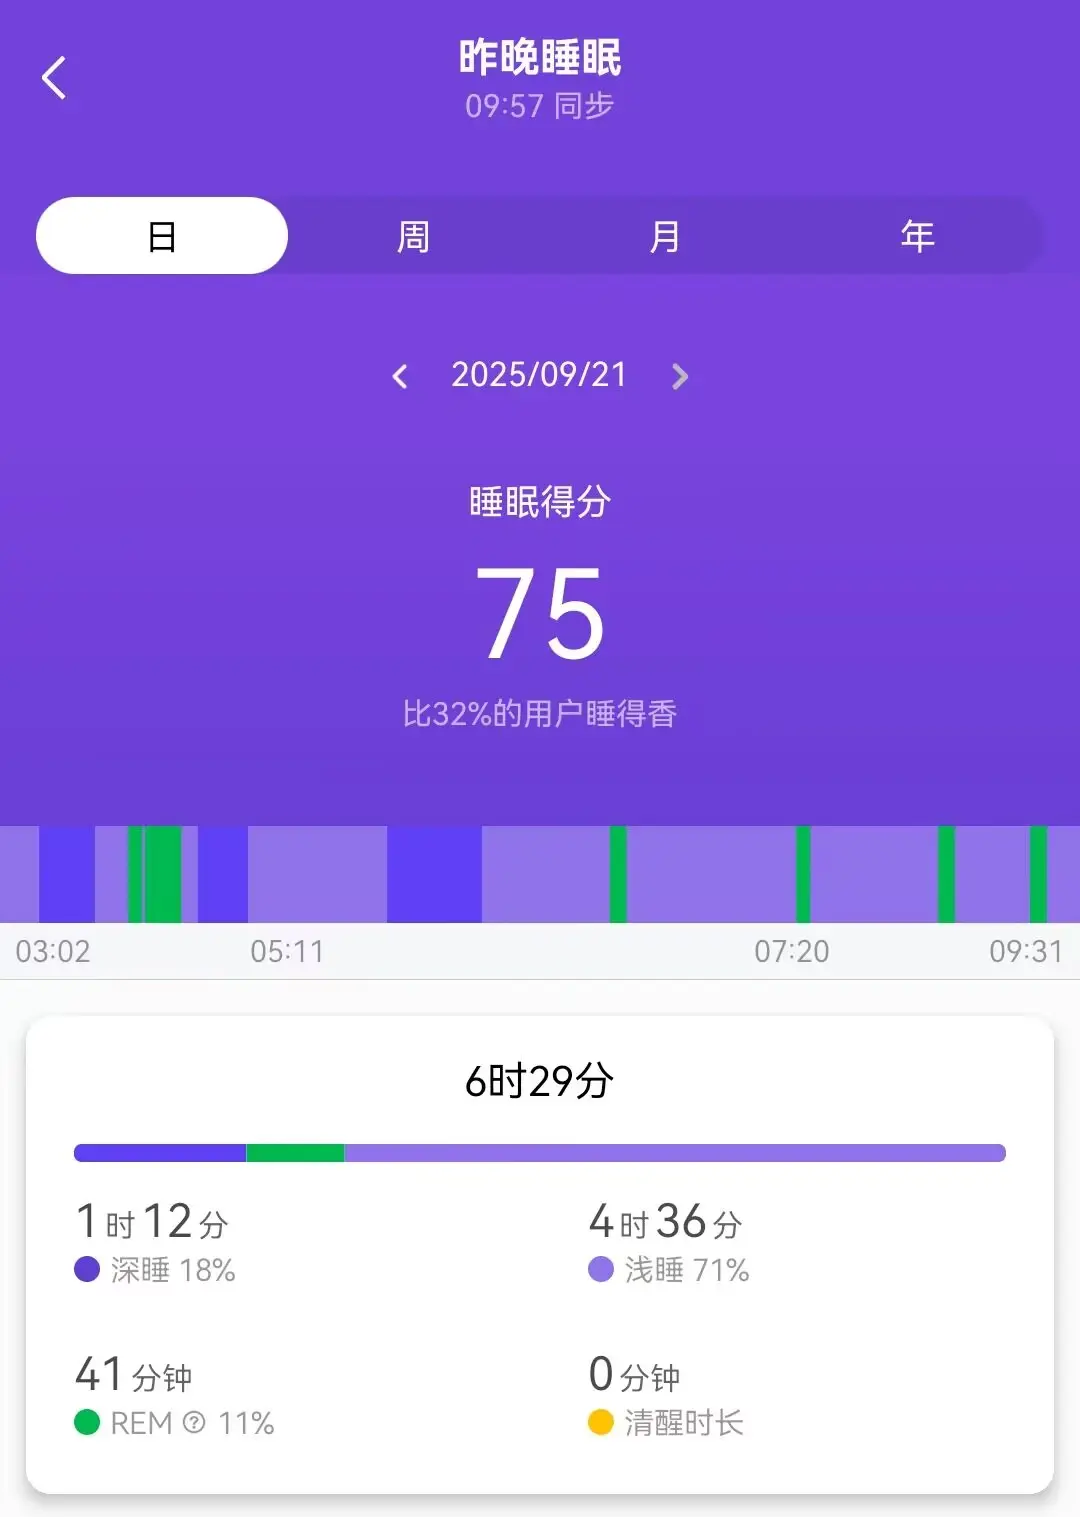 昨晚睡眠
09:57 同步
日 周 月 年
2025/09/21
睡眠得分
75
比32%的用户睡得香
03:02 05:11 07:20 09:31
6时29分
1时12分 4时36分
深睡 18% 浅睡 71%
41分钟 0分钟
REM ? 11% 清醒时长